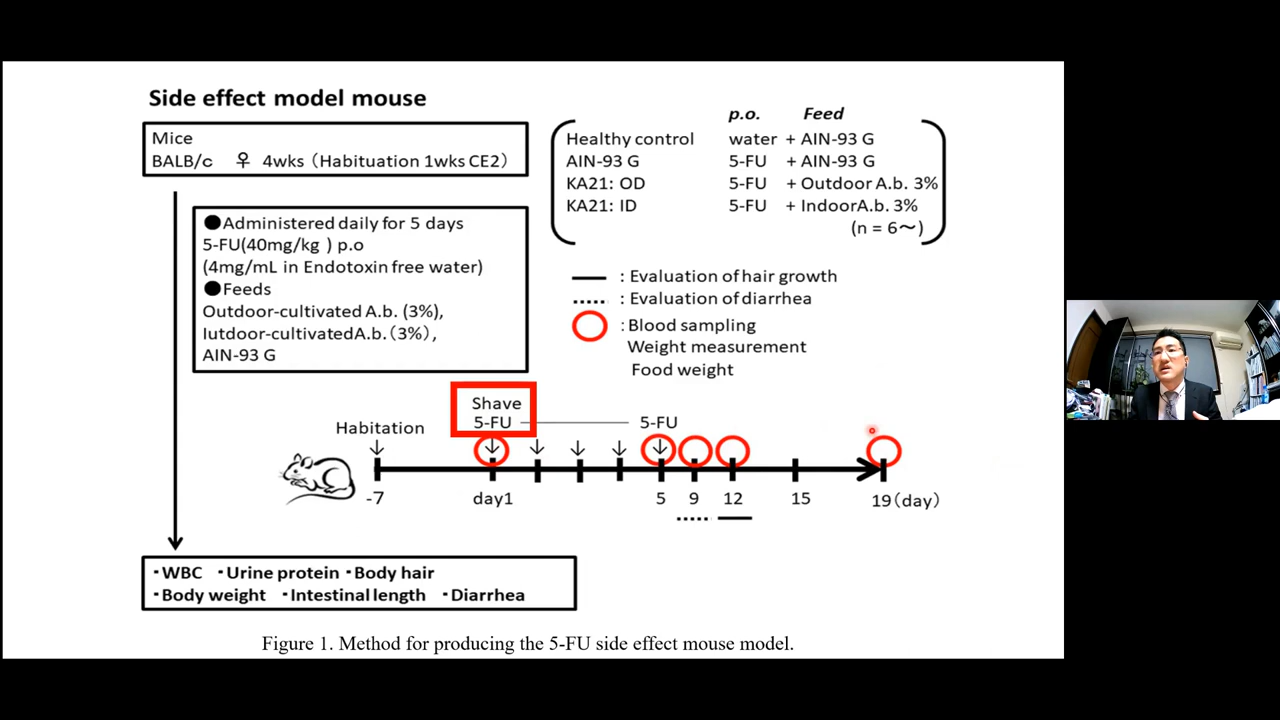 Side effect model mouse
Mice
BALB/c ♀ 4wks (Habituation 1wks CE2)
●Administered daily for 5 days
5-FU(40mg/kg ) p.o
(4mg/mL in Endotoxin free water)
●Feeds
Outdoor-cultivated A.b. (3%),
Iutdoor-cultivatedA.b. (3%),
AIN-93 G
p.o. Feed
Healthy control water + AIN-93 G
AIN-93 G 5-FU + AIN-93 G
KA21: OD 5-FU + Outdoor A.b. 3%
KA21: ID 5-FU + IndoorA.b. 3%
(n = 6～)
: Evaluation of hair growth
: Evaluation of diarrhea
: Blood sampling
Weight measurement
Food weight
Shave
Habitation 5-FU 5-FU
-7 day1 5 9 12 15 19(day)
・WBC ・Urine protein ・Body hair
・Body weight ・Intestinal length ・Diarrhea
Figure 1. Method for producing the 5-FU side effect mouse model.